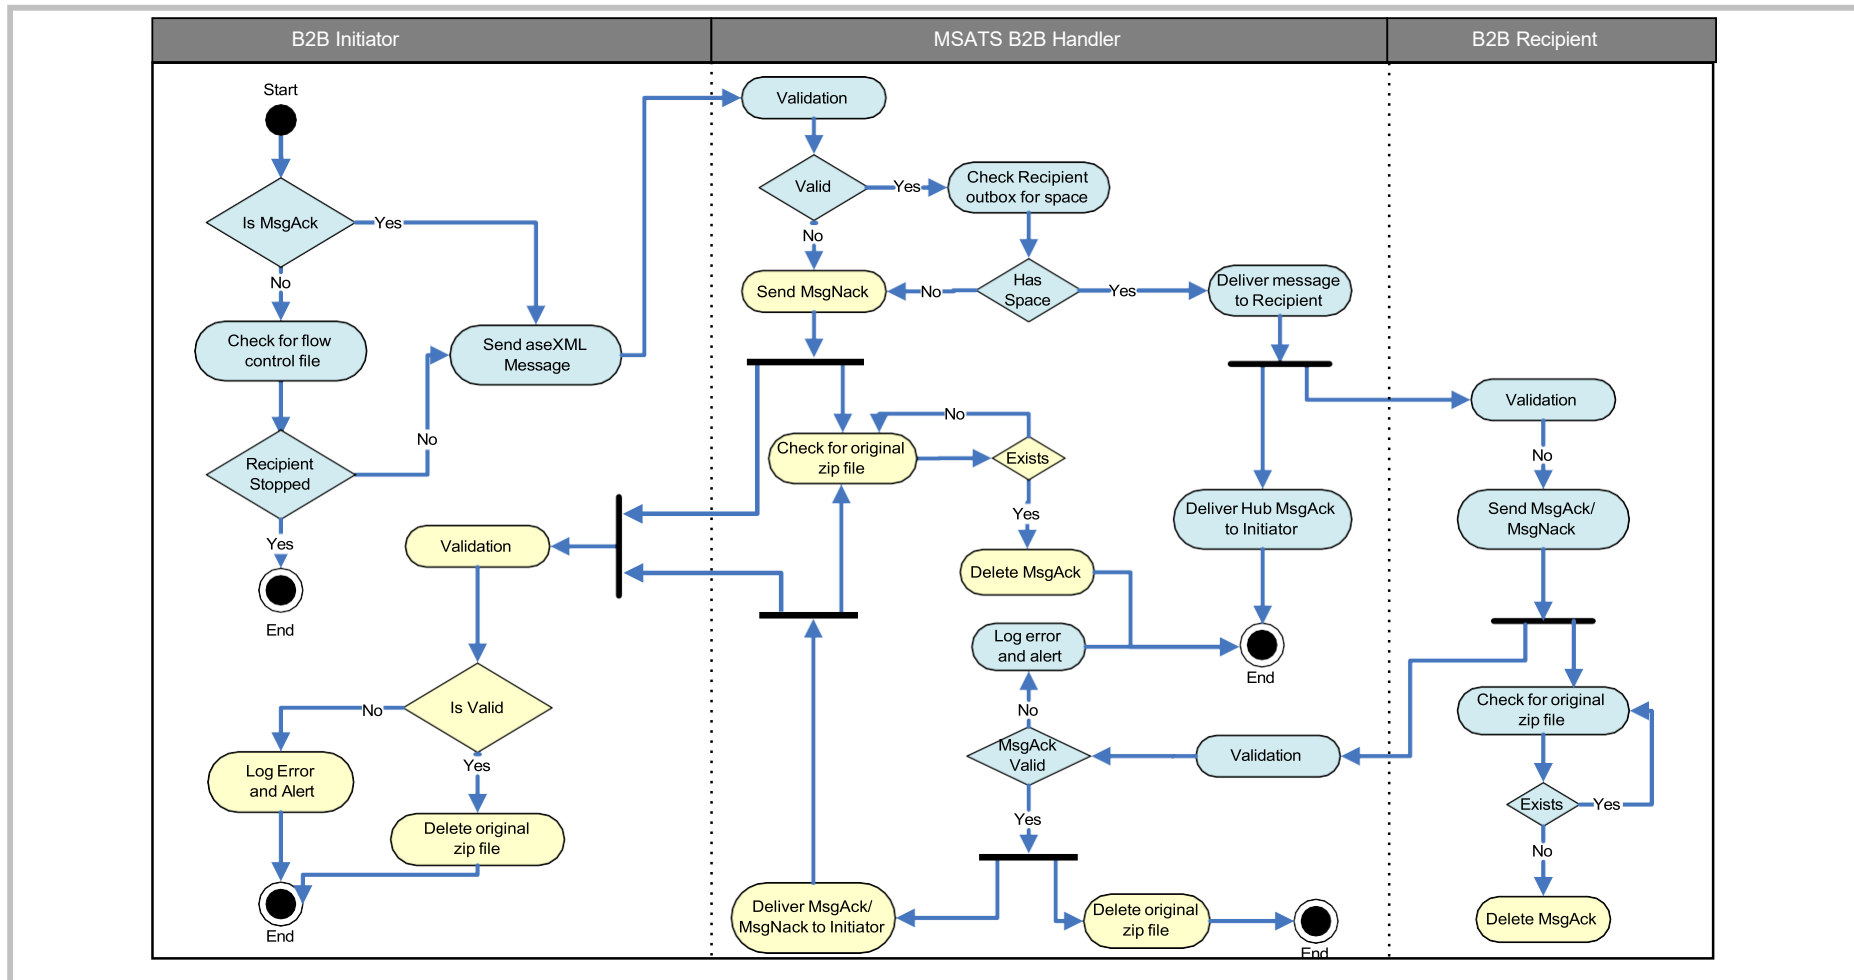 B2B Initiator
MSATS B2B Handler
B2B Recipient
Start
Is MsgAck
Yes
No
Check for flow
control file
Send aseXML
Message
No
Recipient
Stopped
Yes
End
Validation
Is Valid
No
Yes
Log Error
and Alert
Delete original
zip file
End
Validation
Valid
Yes
Check Recipient
outbox for space
No
Send MsgNack
No
Has
Space
Yes
Deliver message
to Recipient
No
Check for original
zip file
Exists
Yes
Delete MsgAck
Deliver Hub MsgAck
to Initiator
Log error
and alert
End
No
MsgAck
Valid
Validation
Yes
Deliver MsgAck/
MsgNack to Initiator
Delete original
zip file
End
Validation
No
Send MsgAck/
MsgNack
Check for original
zip file
Exists
Yes
No
Delete MsgAck